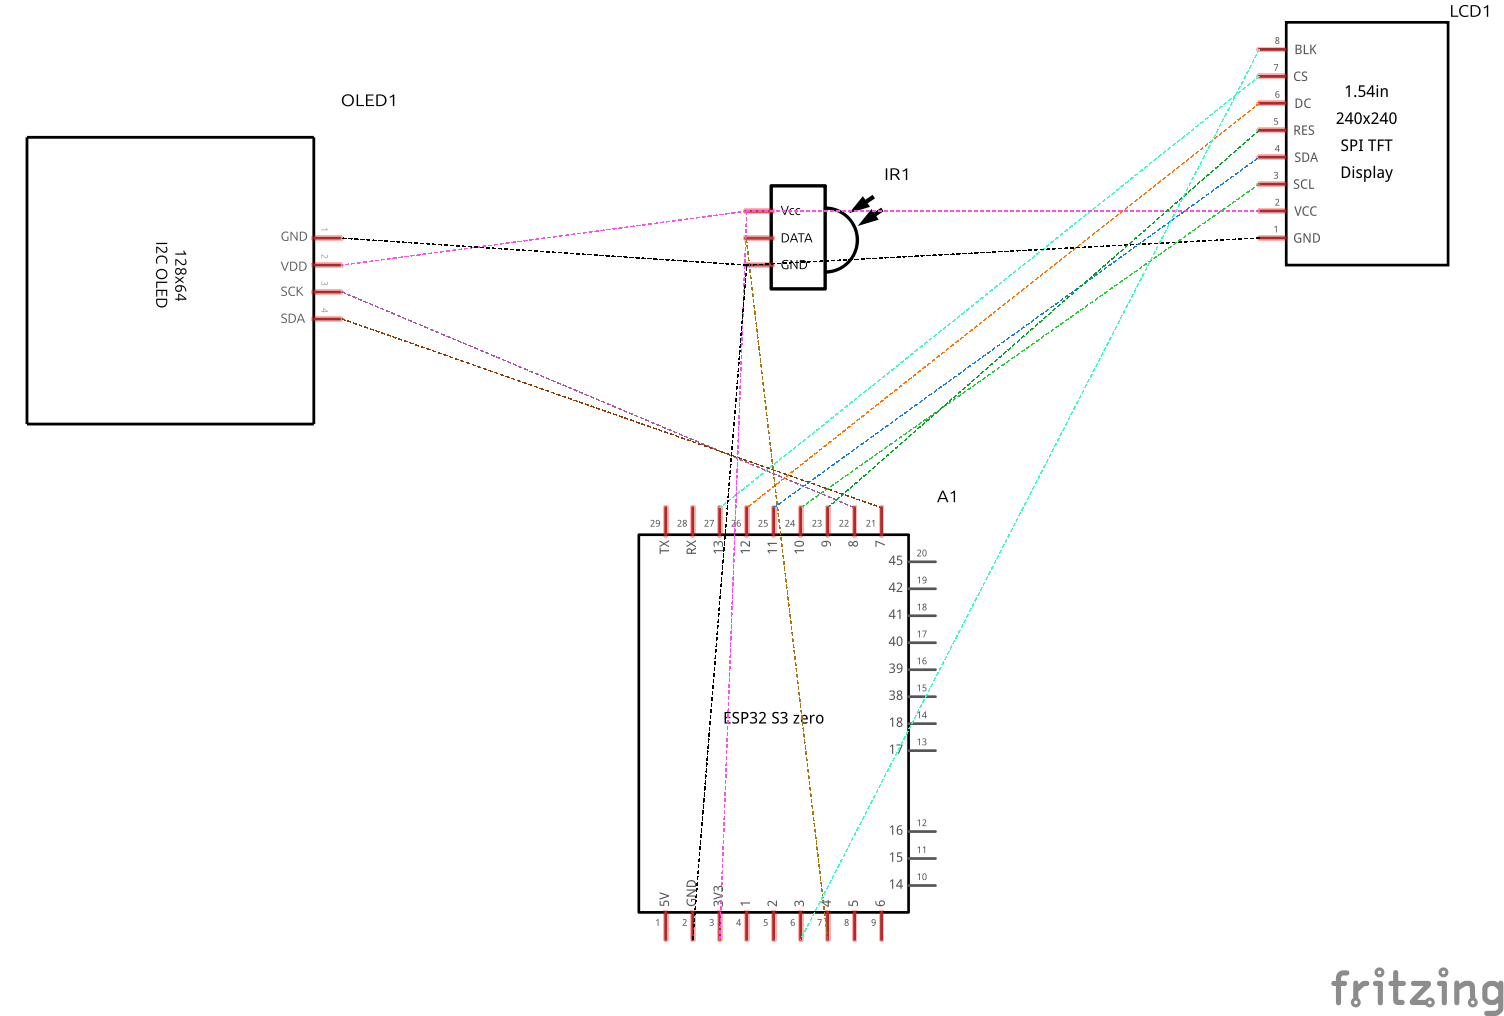 LCD1
8 BLK
7 CS
6 DC
5 RES
4 SDA
3 SCL
2 VCC
1 GND
1.54in
240x240
SPI TFT
Display
OLED1
128x64
I2C OLED
GND 1
VDD 2
SCK 3
SDA 4
IR1
Vcc
DATA
GND
A1
29 28 27 26 25 24 23 22 21
TX RX 13 12 11 10 9 8 7
45 20
42 19
41 18
40 17
39 16
38 15
18 14
17 13
16 12
15 11
14 10
ESP32 S3 zero
5V GND 3V3 1 2 3 4 5 6
1 2 3 4 5 6 7 8 9
fritzing